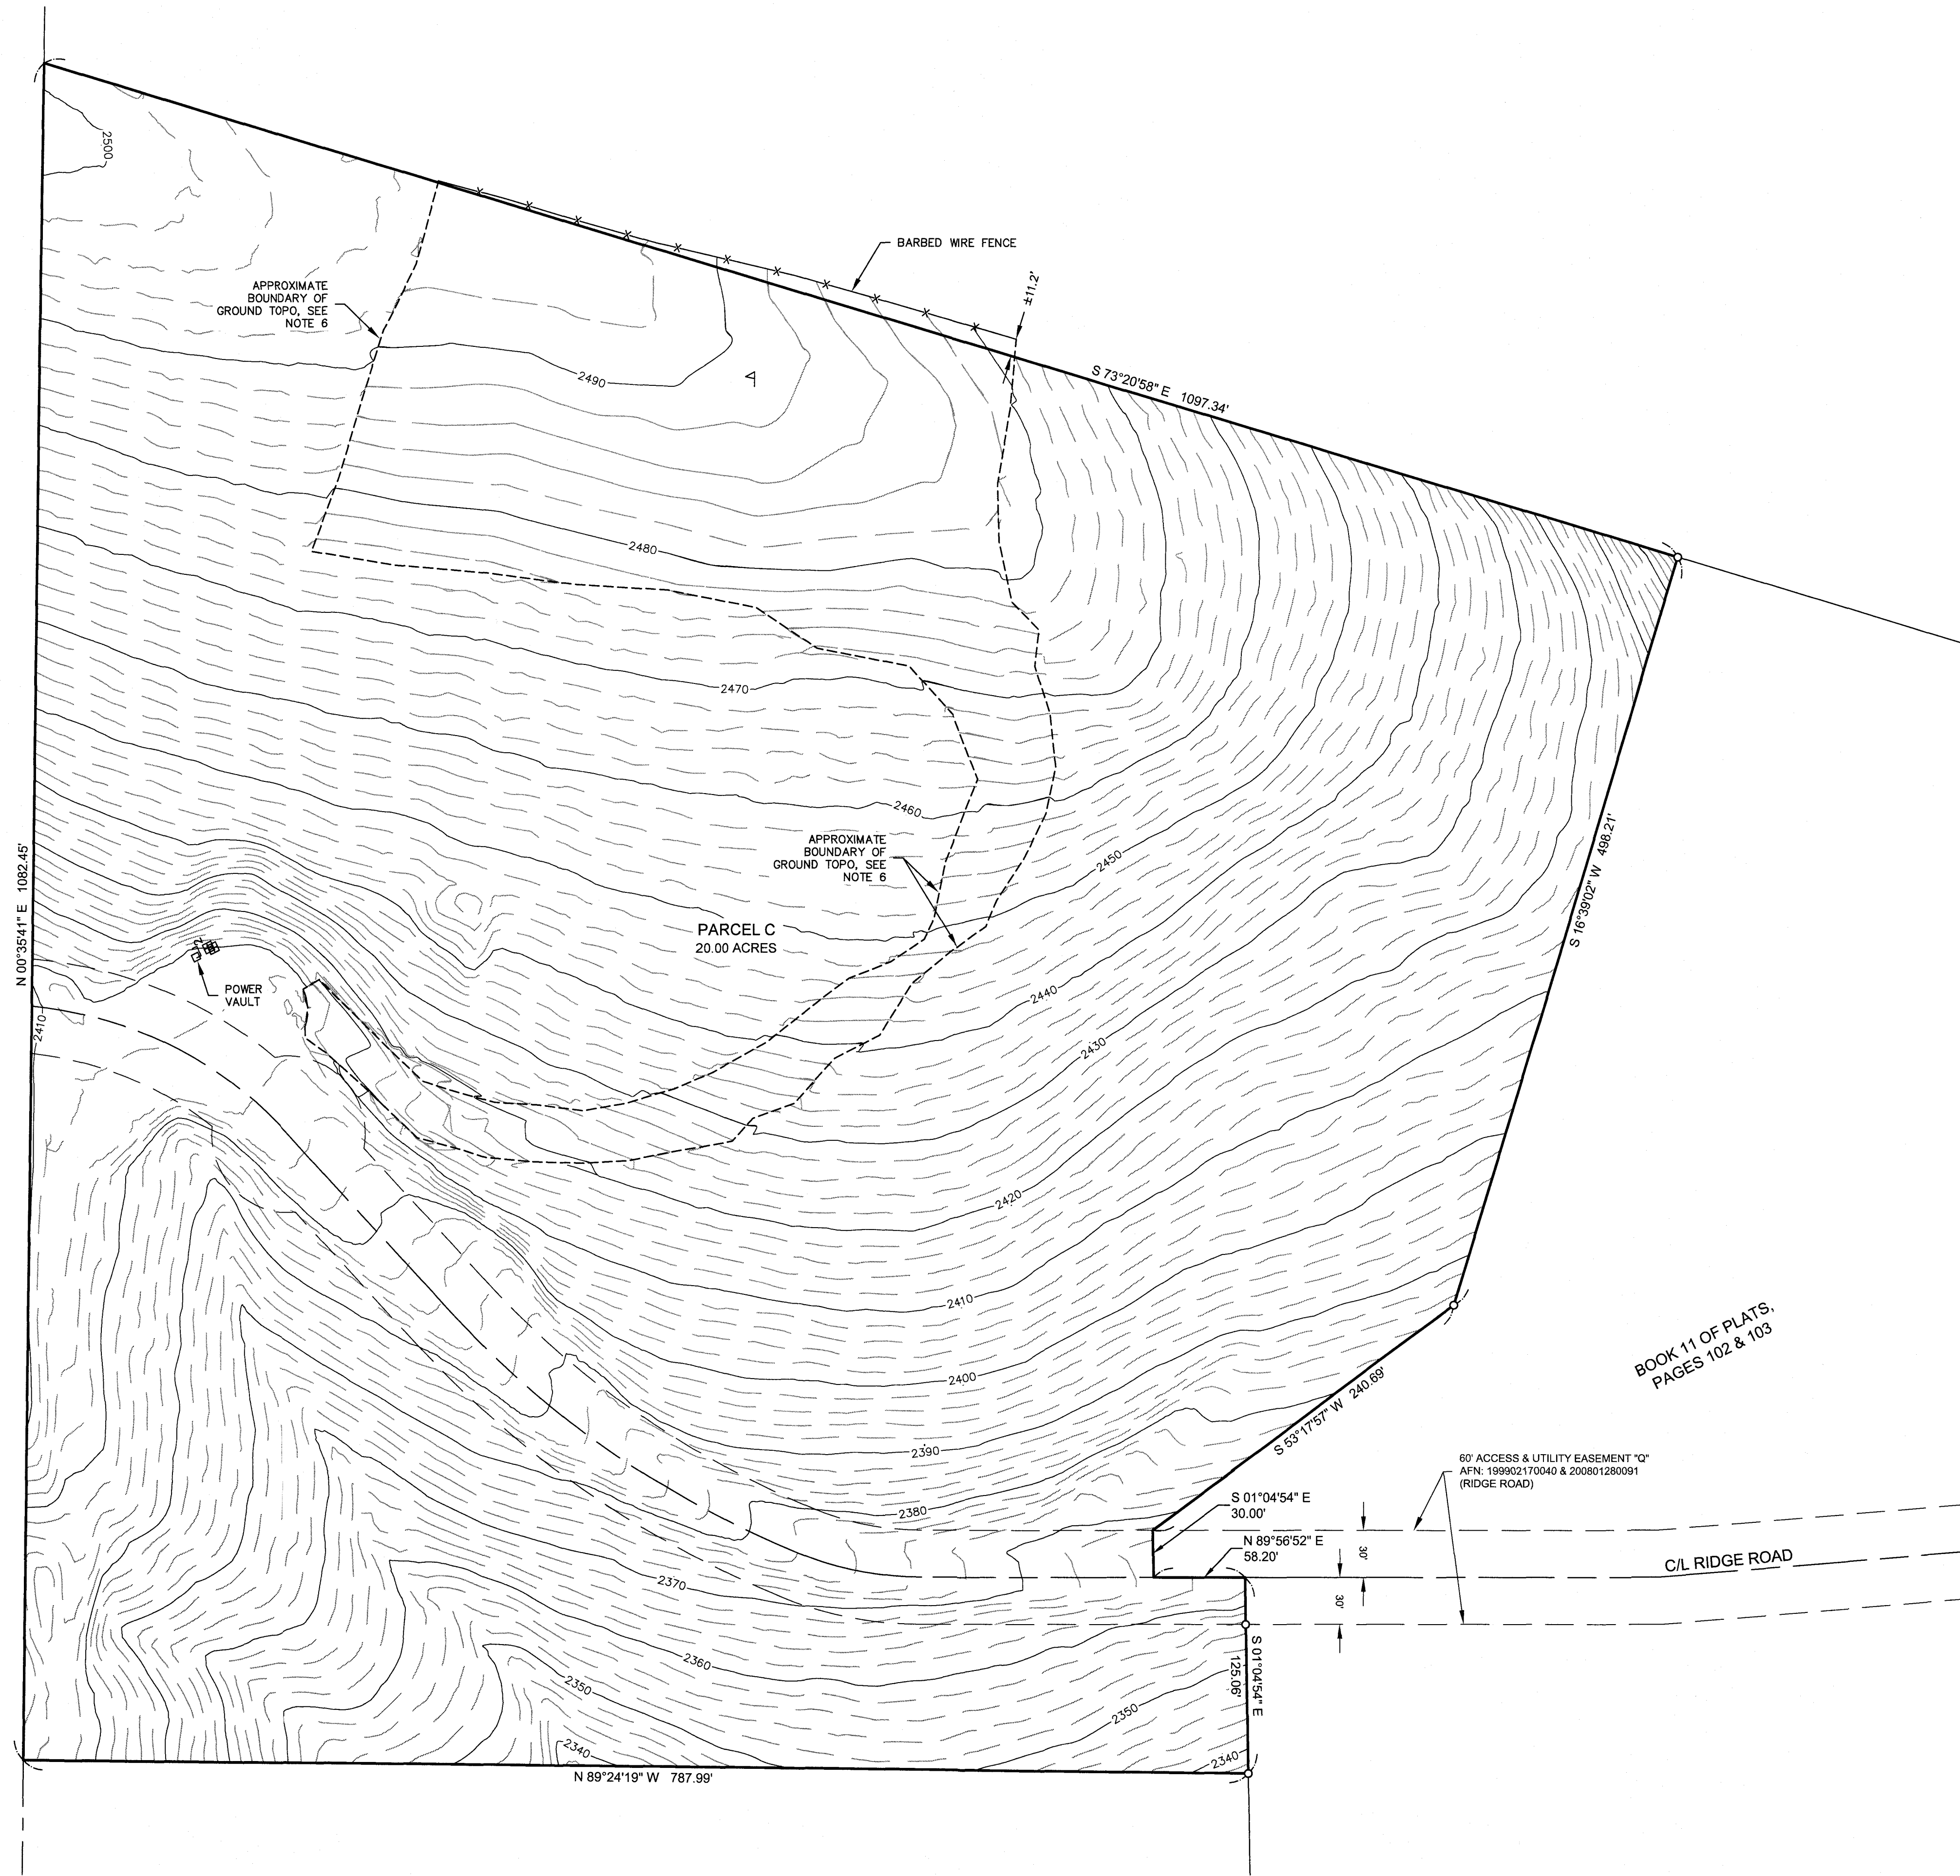 2500
BARBED WIRE FENCE
±11.2'
APPROXIMATE
BOUNDARY OF
GROUND TOPO, SEE
NOTE 6
2490
S 73°20'58" E 1097.34'
2480
2470
2460
APPROXIMATE
BOUNDARY OF
GROUND TOPO, SEE
NOTE 6
2450
S 16°39'02" W 498.21'
N 00°35'41" E 1082.45'
PARCEL C
20.00 ACRES
POWER
VAULT
2410
2440
2430
2420
2410
BOOK 11 OF PLATS,
PAGES 102 & 103
2400
S 53°17'57" W 240.69'
2390
60' ACCESS & UTILITY EASEMENT "Q"
AFN: 199902170040 & 200801280091
(RIDGE ROAD)
S 01°04'54" E
30.00'
2380
N 89°56'52" E
58.20'
30'
C/L RIDGE ROAD
2370
30'
2360
S 01°04'54" E
125.06'
2350
2350
2340
2340
N 89°24'19" W 787.99'